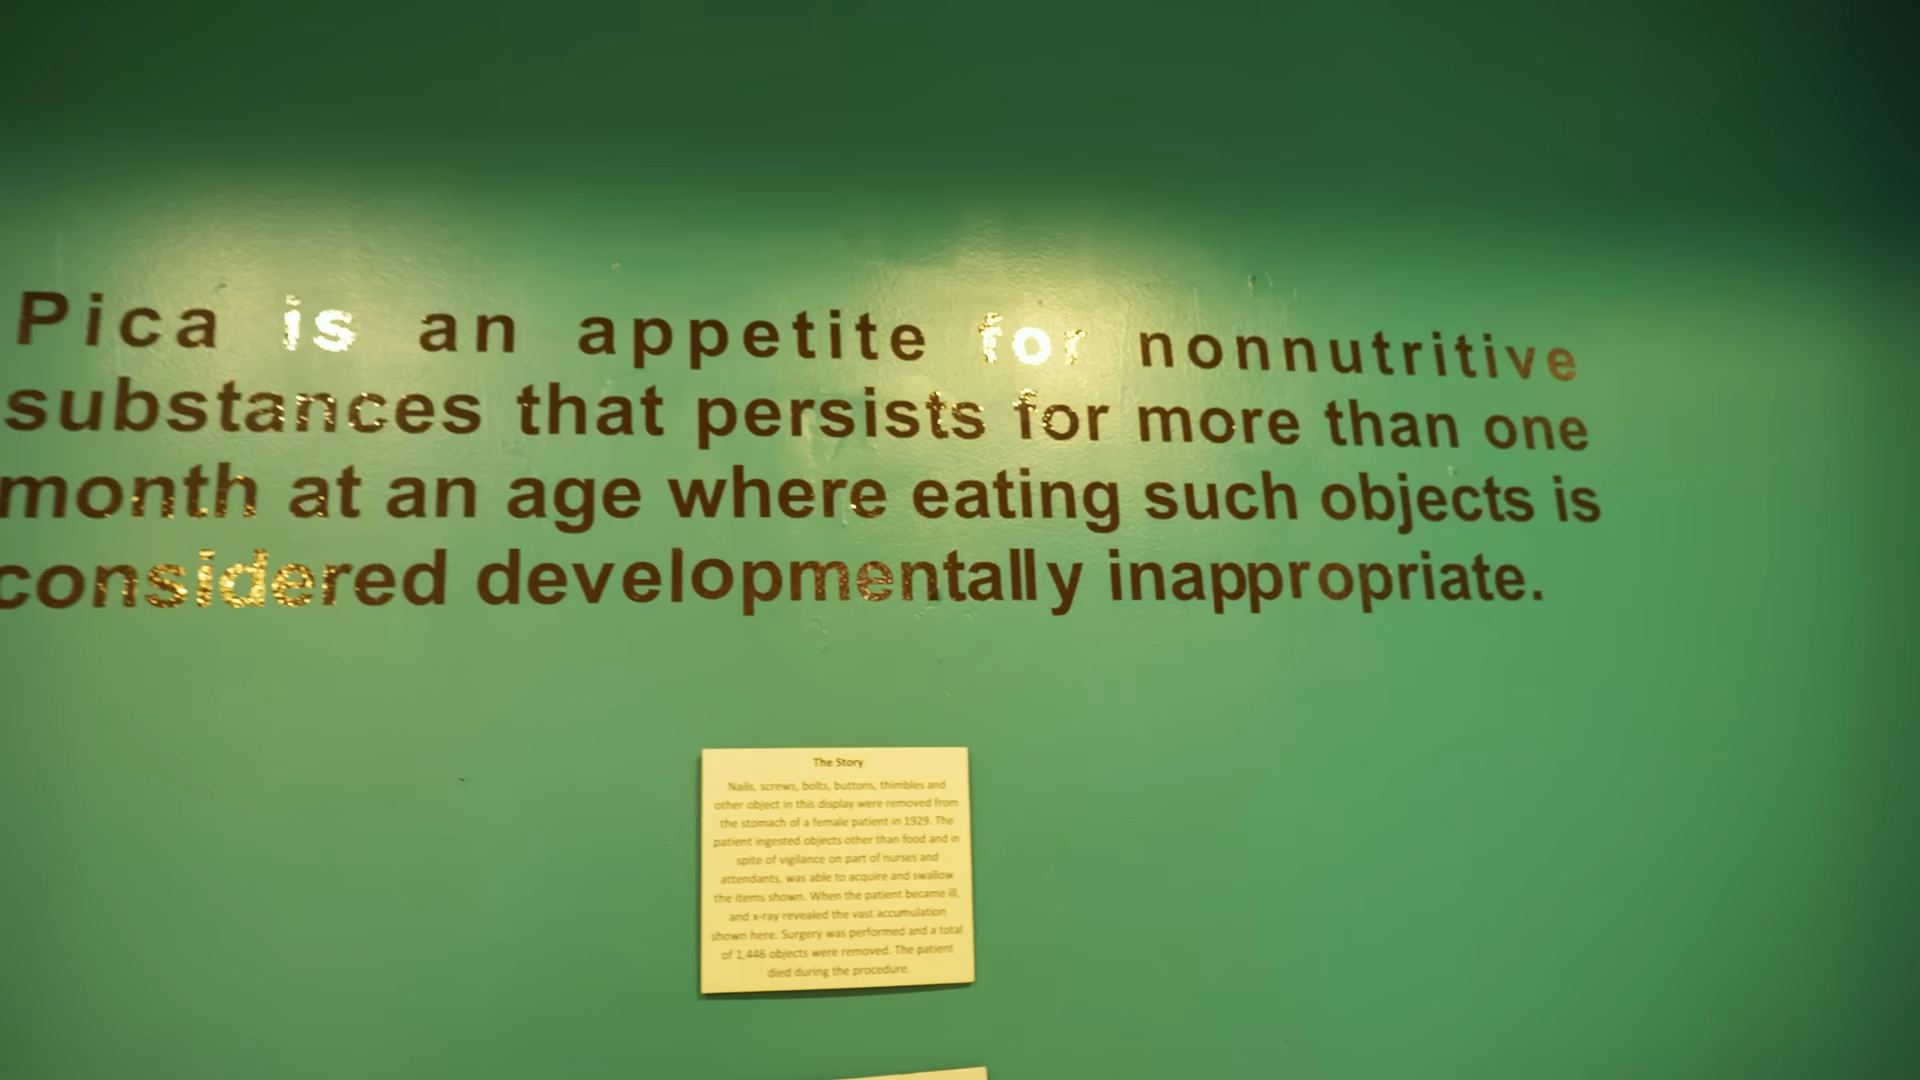 Pica is an appetite for nonnutritive
substances that persists for more than one
month at an age where eating such objects is
considered developmentally inappropriate.
The Story
Nails, screws, bolts, buttons, thimbles and
other object in this display were removed from
the stomach of a female patient in 1929. The
patient ingested objects other than food and in
spite of vigilance on part of nurses and
attendants, was able to acquire and swallow
the items shown. When the patient became ill,
and x-ray revealed the vast accumulation
shown here. Surgery was performed and a total
of 1,446 objects were removed. The patient
died during the procedure.